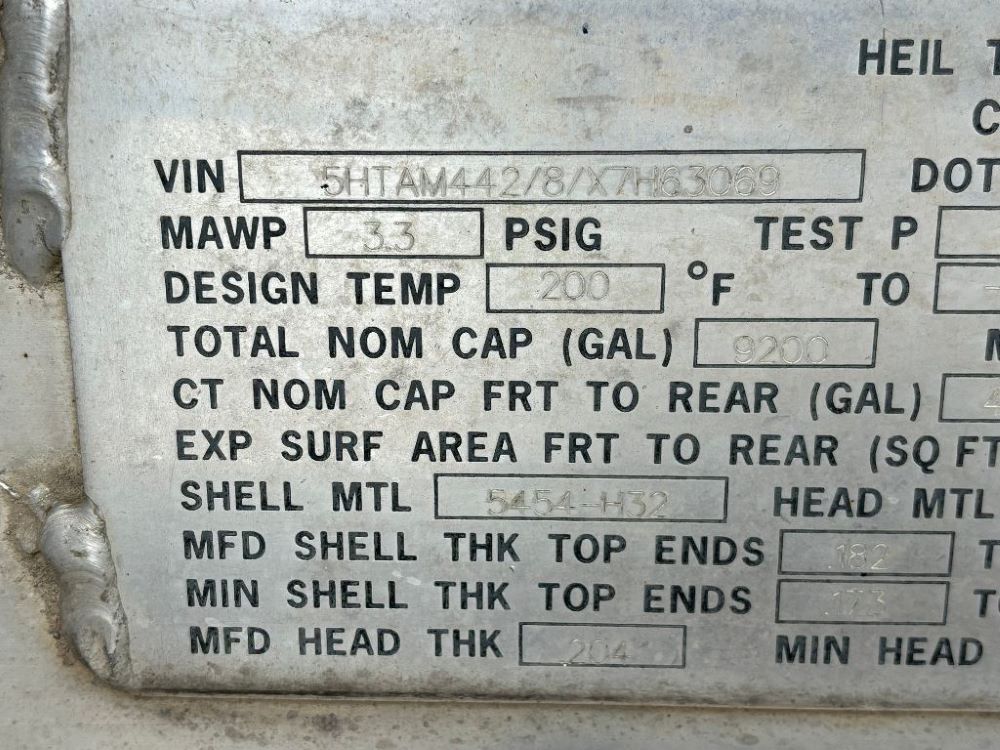 HEIL T
C
VIN 5HTAM442/8/X7H63069 DOT
MAWP 3.3 PSIG TEST P
DESIGN TEMP 200 °F TO -
TOTAL NOM CAP (GAL) 9200 M
CT NOM CAP FRT TO REAR (GAL) 4
EXP SURF AREA FRT TO REAR (SQ FT
SHELL MTL 5454-H32 HEAD MTL
MFD SHELL THK TOP ENDS .182 T
MIN SHELL THK TOP ENDS .173 T
MFD HEAD THK .204 MIN HEAD